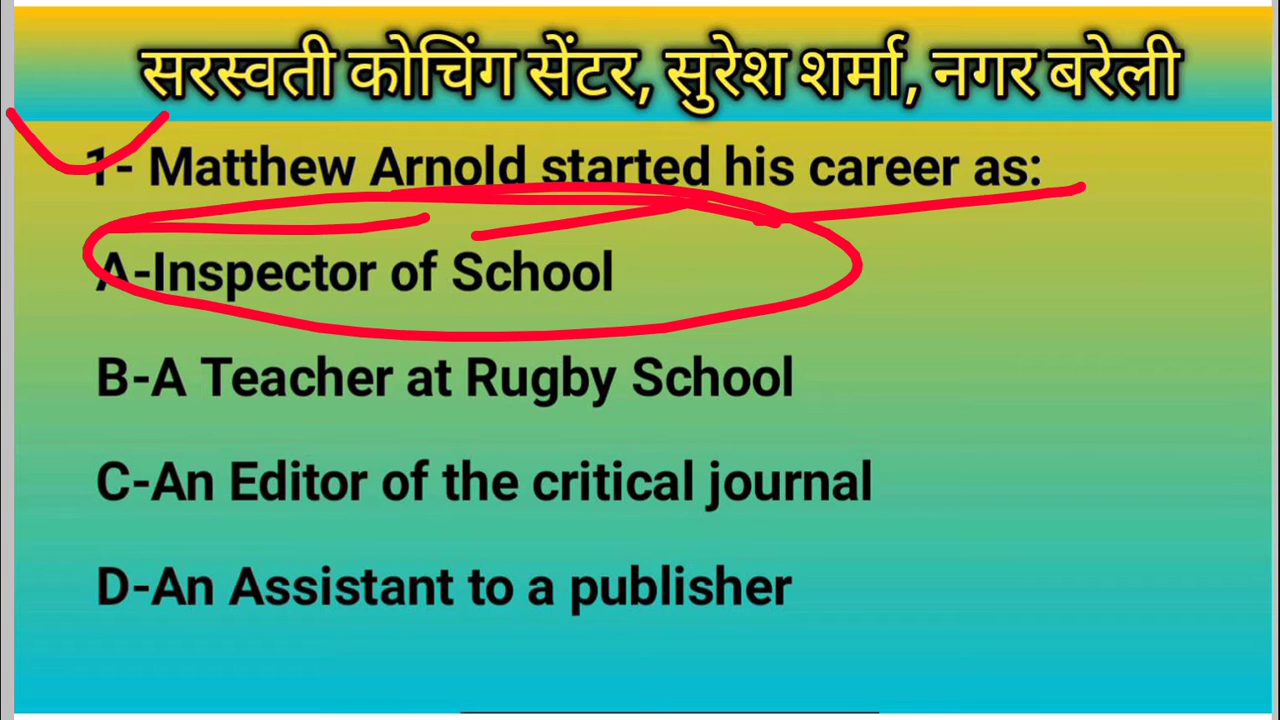 सरस्वती कोचिंग सेंटर, सुरेश शर्मा, नगर बरेली
1- Matthew Arnold started his career as:
A-Inspector of School
B-A Teacher at Rugby School
C-An Editor of the critical journal
D-An Assistant to a publisher